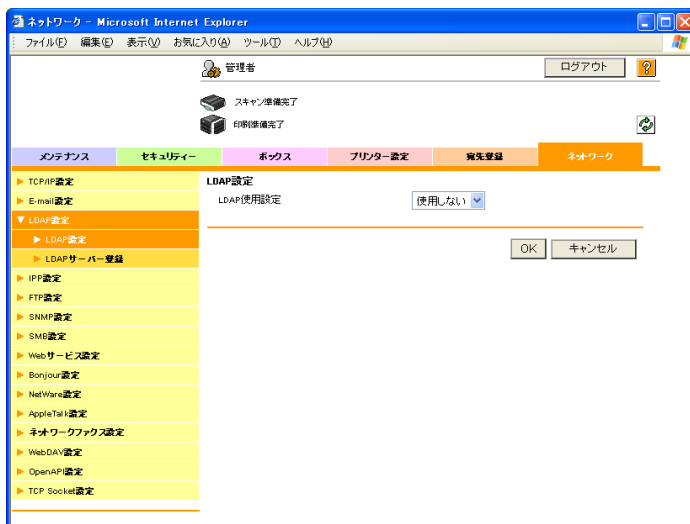 ネットワーク - Microsoft Internet Explorer
ファイル(F) 編集(E) 表示(V) お気に入り(A) ツール(T) ヘルプ(H)
管理者 ログアウト ?
スキャン準備完了
印刷準備完了
メンテナンス セキュリティー ボックス プリンター設定 宛先登録 ネットワーク
TCP/IP設定
E-mail設定
LDAP設定
LDAP設定
LDAPサーバー登録
IPP設定
FTP設定
SNMP設定
SMB設定
Webサービス設定
Bonjour設定
NetWare設定
AppleTalk設定
ネットワークファクス設定
WebDAV設定
OpenAPI設定
TCP Socket設定
LDAP設定
LDAP使用設定 使用しない
OK キャンセル